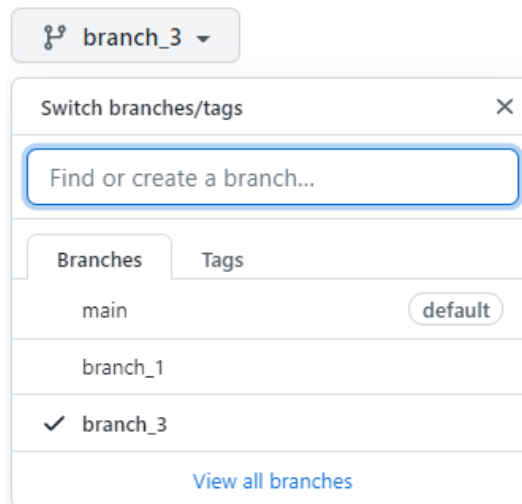 branch_3
Switch branches/tags
Find or create a branch...
Branches Tags
main default
branch_1
branch_3
View all branches